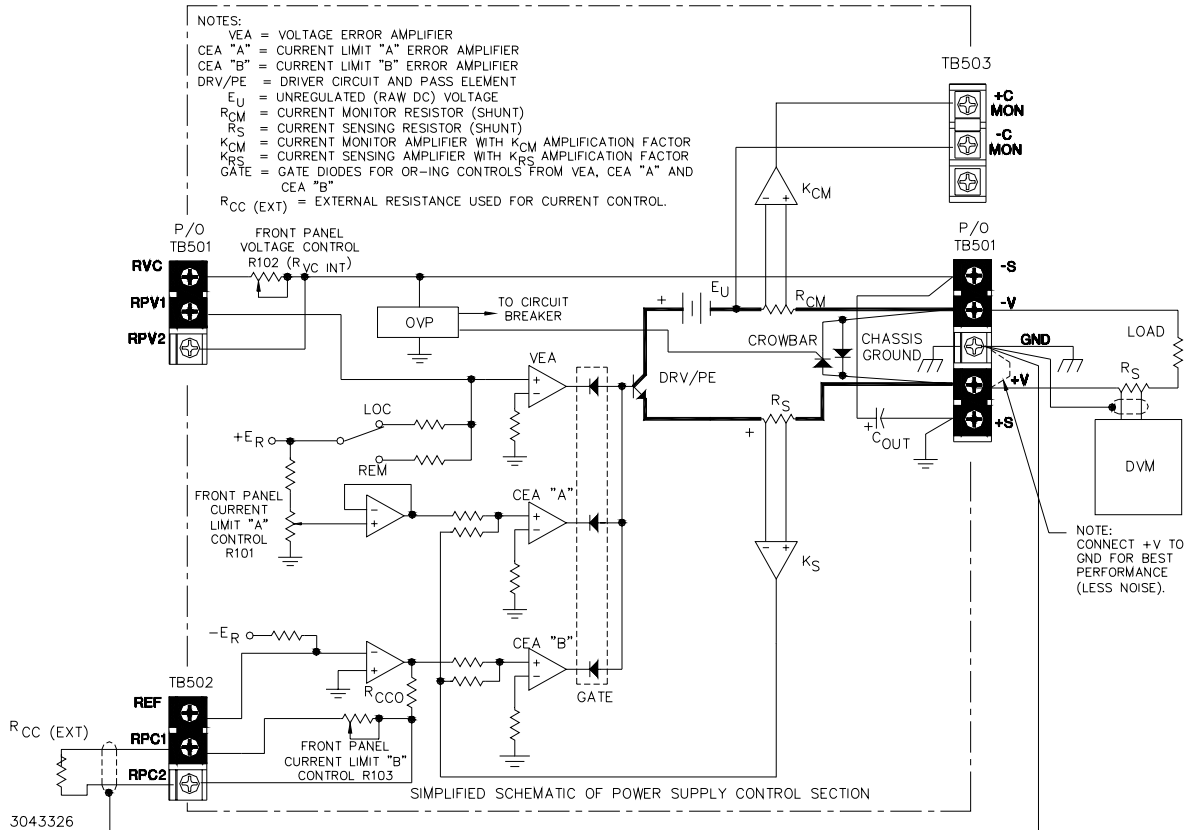 NOTES:
VEA = VOLTAGE ERROR AMPLIFIER
CEA "A" = CURRENT LIMIT "A" ERROR AMPLIFIER
CEA "B" = CURRENT LIMIT "B" ERROR AMPLIFIER
DRV/PE = DRIVER CIRCUIT AND PASS ELEMENT
EU = UNREGULATED (RAW DC) VOLTAGE
RCM = CURRENT MONITOR RESISTOR (SHUNT)
RS = CURRENT SENSING RESISTOR (SHUNT)
KCM = CURRENT MONITOR AMPLIFIER WITH KCM AMPLIFICATION FACTOR
KRS = CURRENT SENSING AMPLIFIER WITH KRS AMPLIFICATION FACTOR
GATE = GATE DIODES FOR OR-ING CONTROLS FROM VEA, CEA "A" AND
CEA "B"
RCC (EXT) = EXTERNAL RESISTANCE USED FOR CURRENT CONTROL.
TB503
+C
MON
-C
MON
KCM
- +
P/O
TB501
RVC
RPV1
RPV2
FRONT PANEL
VOLTAGE CONTROL
R102 (RVC INT)
OVP
TO CIRCUIT
BREAKER
+
EU
RCM
P/O
TB501
-S
-V
GND
+V
+S
CROWBAR
CHASSIS
GROUND
LOAD
RS
DVM
VEA
+
-
DRV/PE
RS
+
+
COUT
LOC
+ER
REM
FRONT PANEL
CURRENT
LIMIT "A"
CONTROL
R101
-
+
CEA "A"
+
-
- +
KS
NOTE:
CONNECT +V TO
GND FOR BEST
PERFORMANCE
(LESS NOISE).
-ER
-
+
CEA "B"
+
-
GATE
RCCO
TB502
REF
RPC1
RPC2
RCC (EXT)
FRONT PANEL
CURRENT LIMIT "B"
CONTROL R103
SIMPLIFIED SCHEMATIC OF POWER SUPPLY CONTROL SECTION
3043326